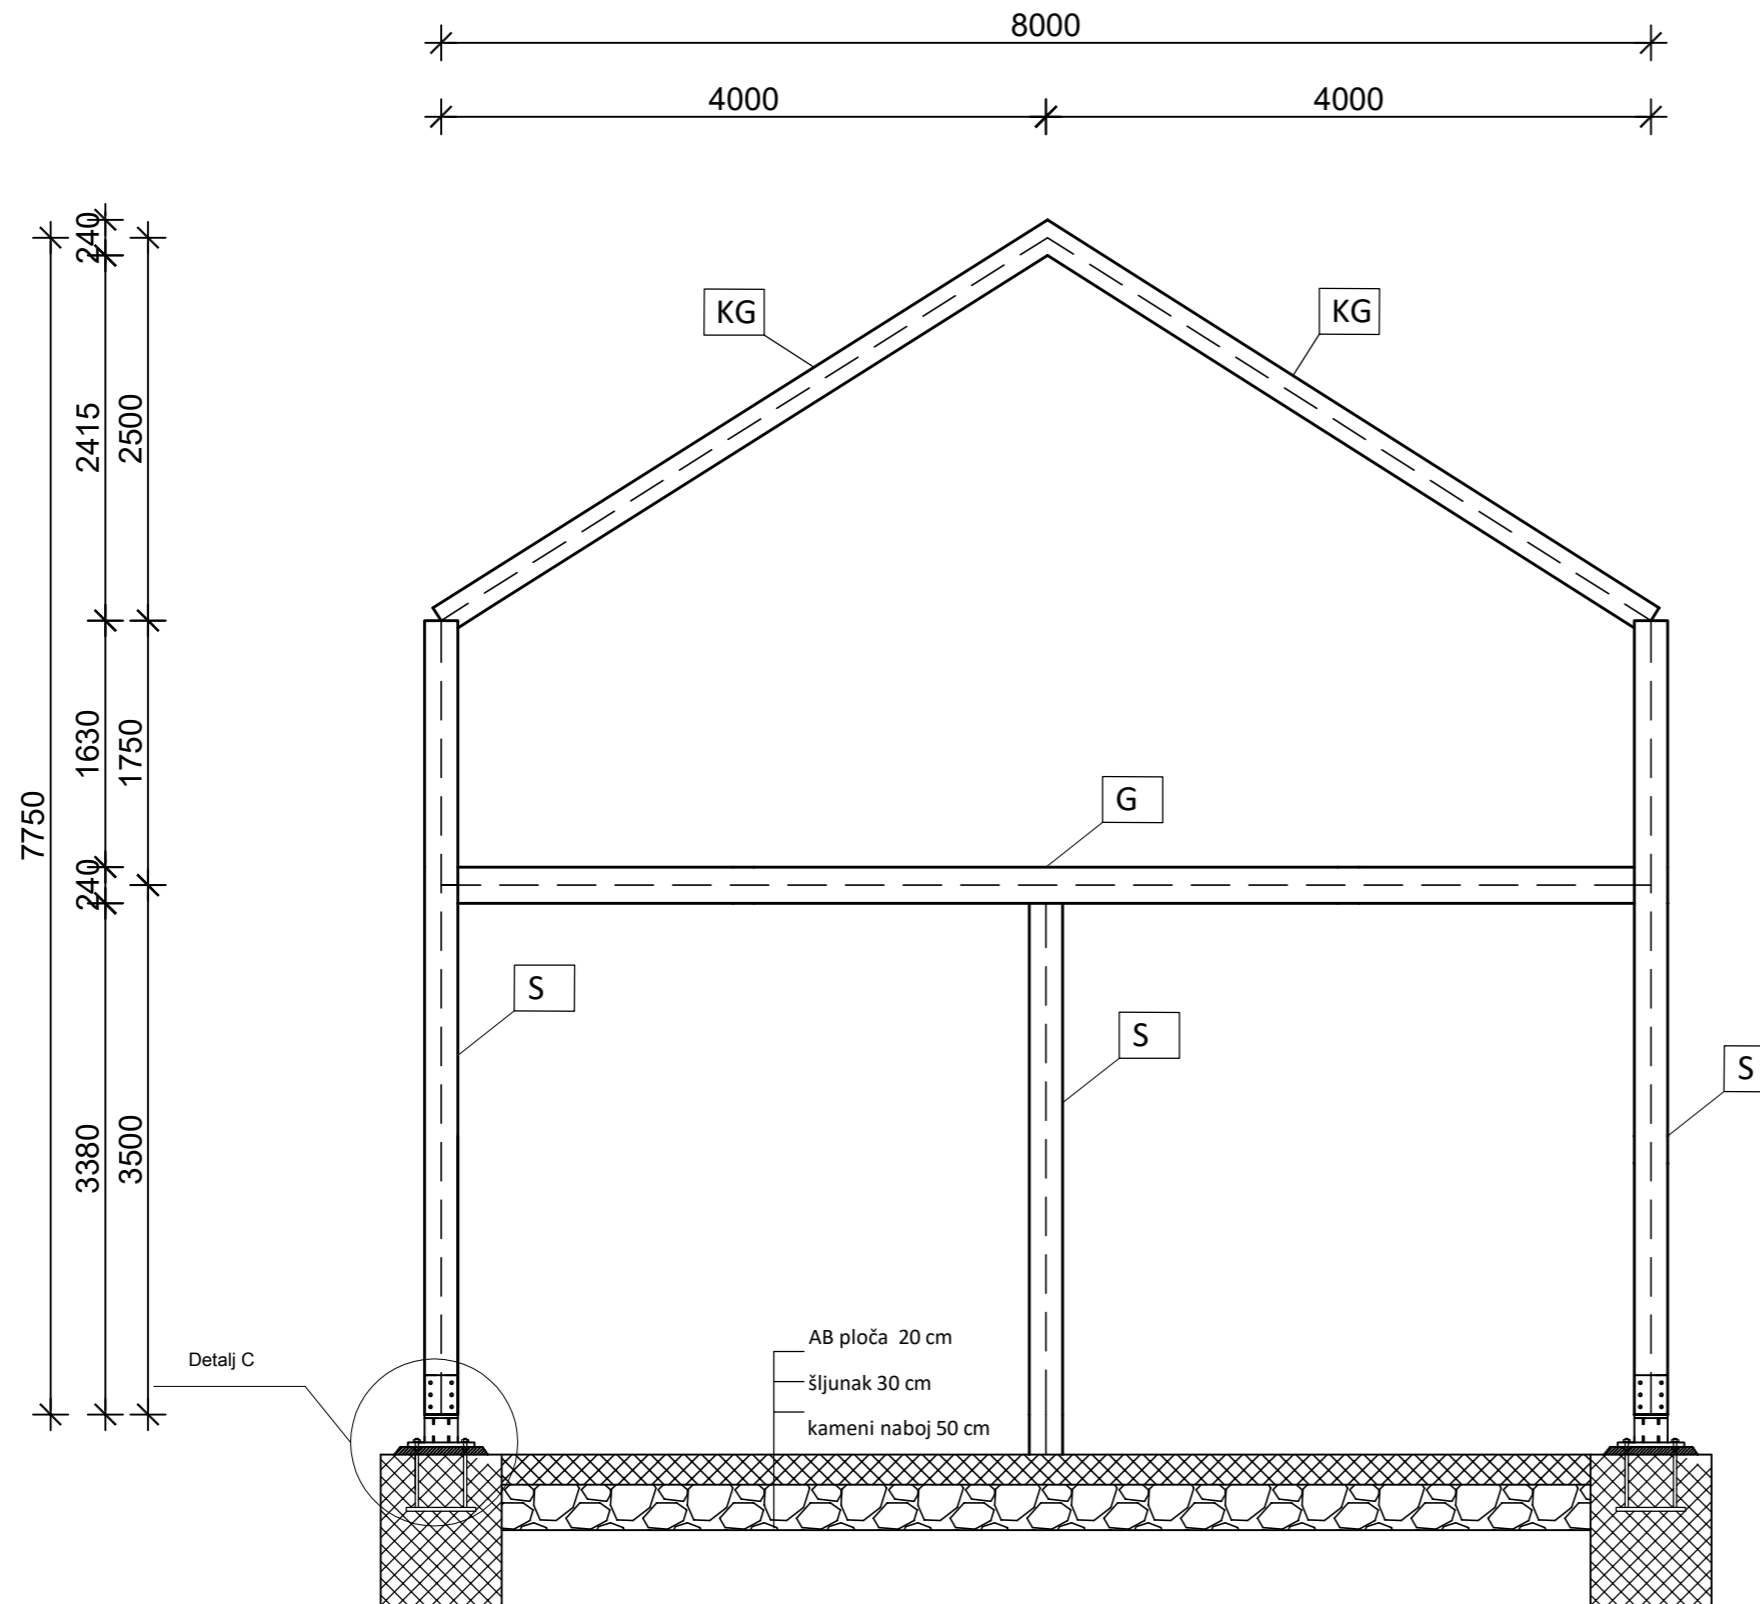 8000
4000 4000
240
KG KG
2415
2500
1630
1750
G
7750
240
S
S
S
3380
3500
AB ploča 20 cm
Detalj C
šljunak 30 cm
kameni naboj 50 cm